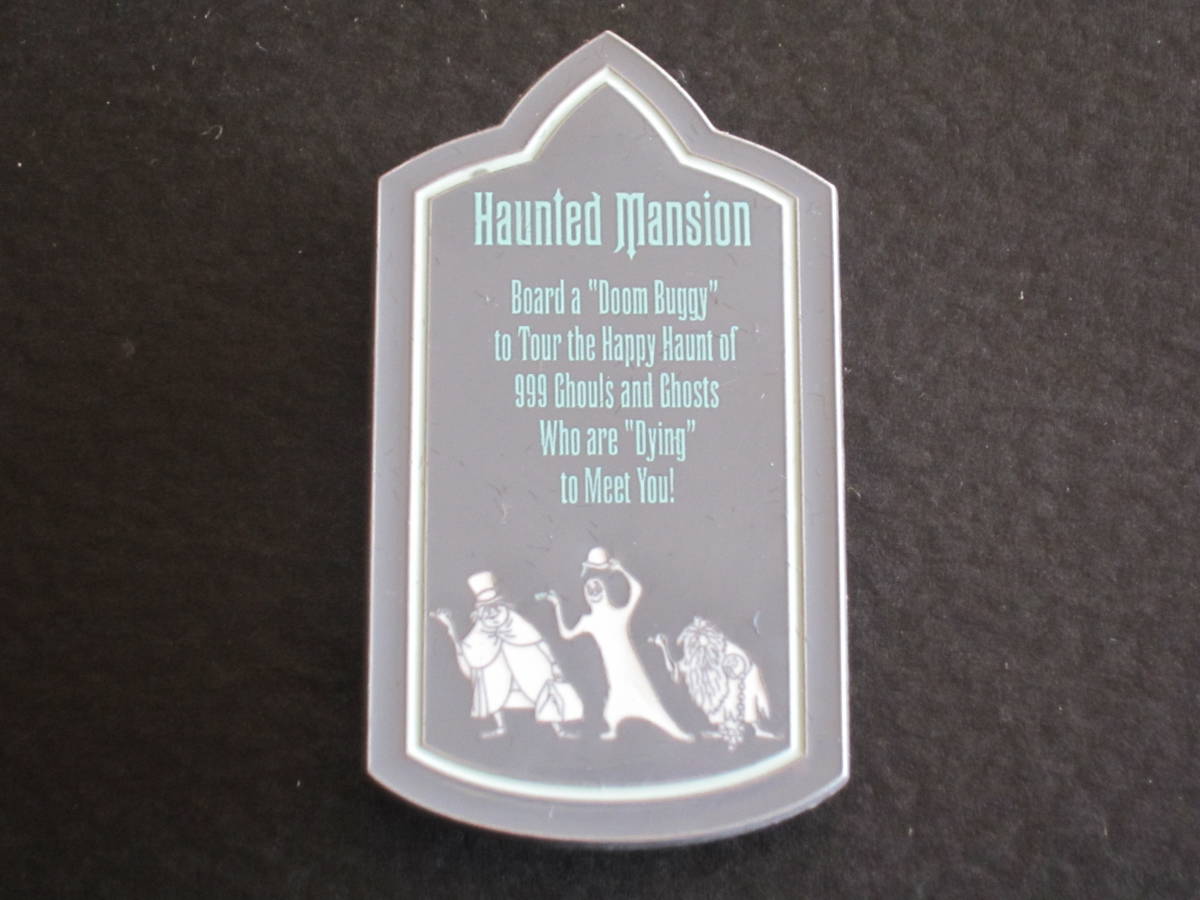 Haunted Mansion
Board a "Doom Buggy"
to Tour the Happy Haunt of
999 Ghouls and Ghosts
Who are "Dying"
to Meet You!